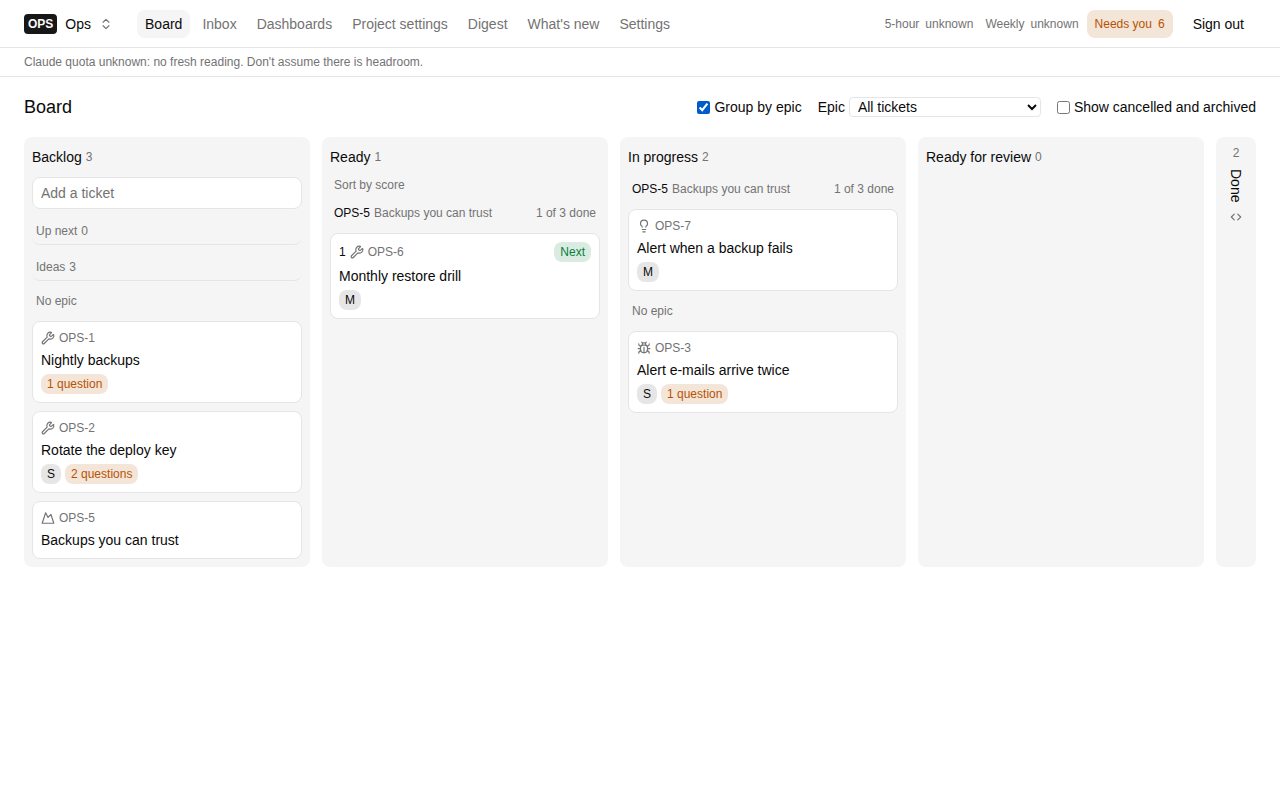 OPS Ops Board Inbox Dashboards Project settings Digest What's new Settings 5-hour unknown Weekly unknown Needs you 6 Sign out
Claude quota unknown: no fresh reading. Don't assume there is headroom.
Board Group by epic Epic All tickets Show cancelled and archived
Backlog 3
Add a ticket
Up next 0
Ideas 3
No epic
OPS-1
Nightly backups
1 question
OPS-2
Rotate the deploy key
S 2 questions
OPS-5
Backups you can trust
Ready 1
Sort by score
OPS-5 Backups you can trust 1 of 3 done
1 OPS-6 Next
Monthly restore drill
M
In progress 2
OPS-5 Backups you can trust 1 of 3 done
OPS-7
Alert when a backup fails
M
No epic
OPS-3
Alert e-mails arrive twice
S 1 question
Ready for review 0
2
Done